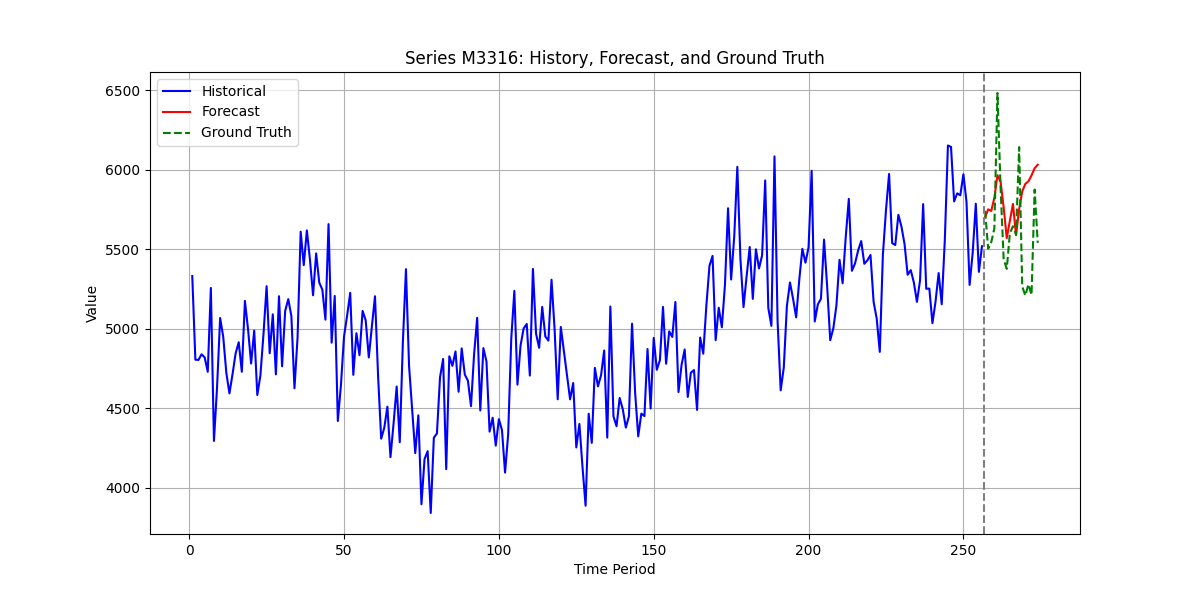 Series M3316: History, Forecast, and Ground Truth
Historical
Forecast
Ground Truth
6500
6000
5500
5000
4500
4000
Value
0 50 100 150 200 250
Time Period